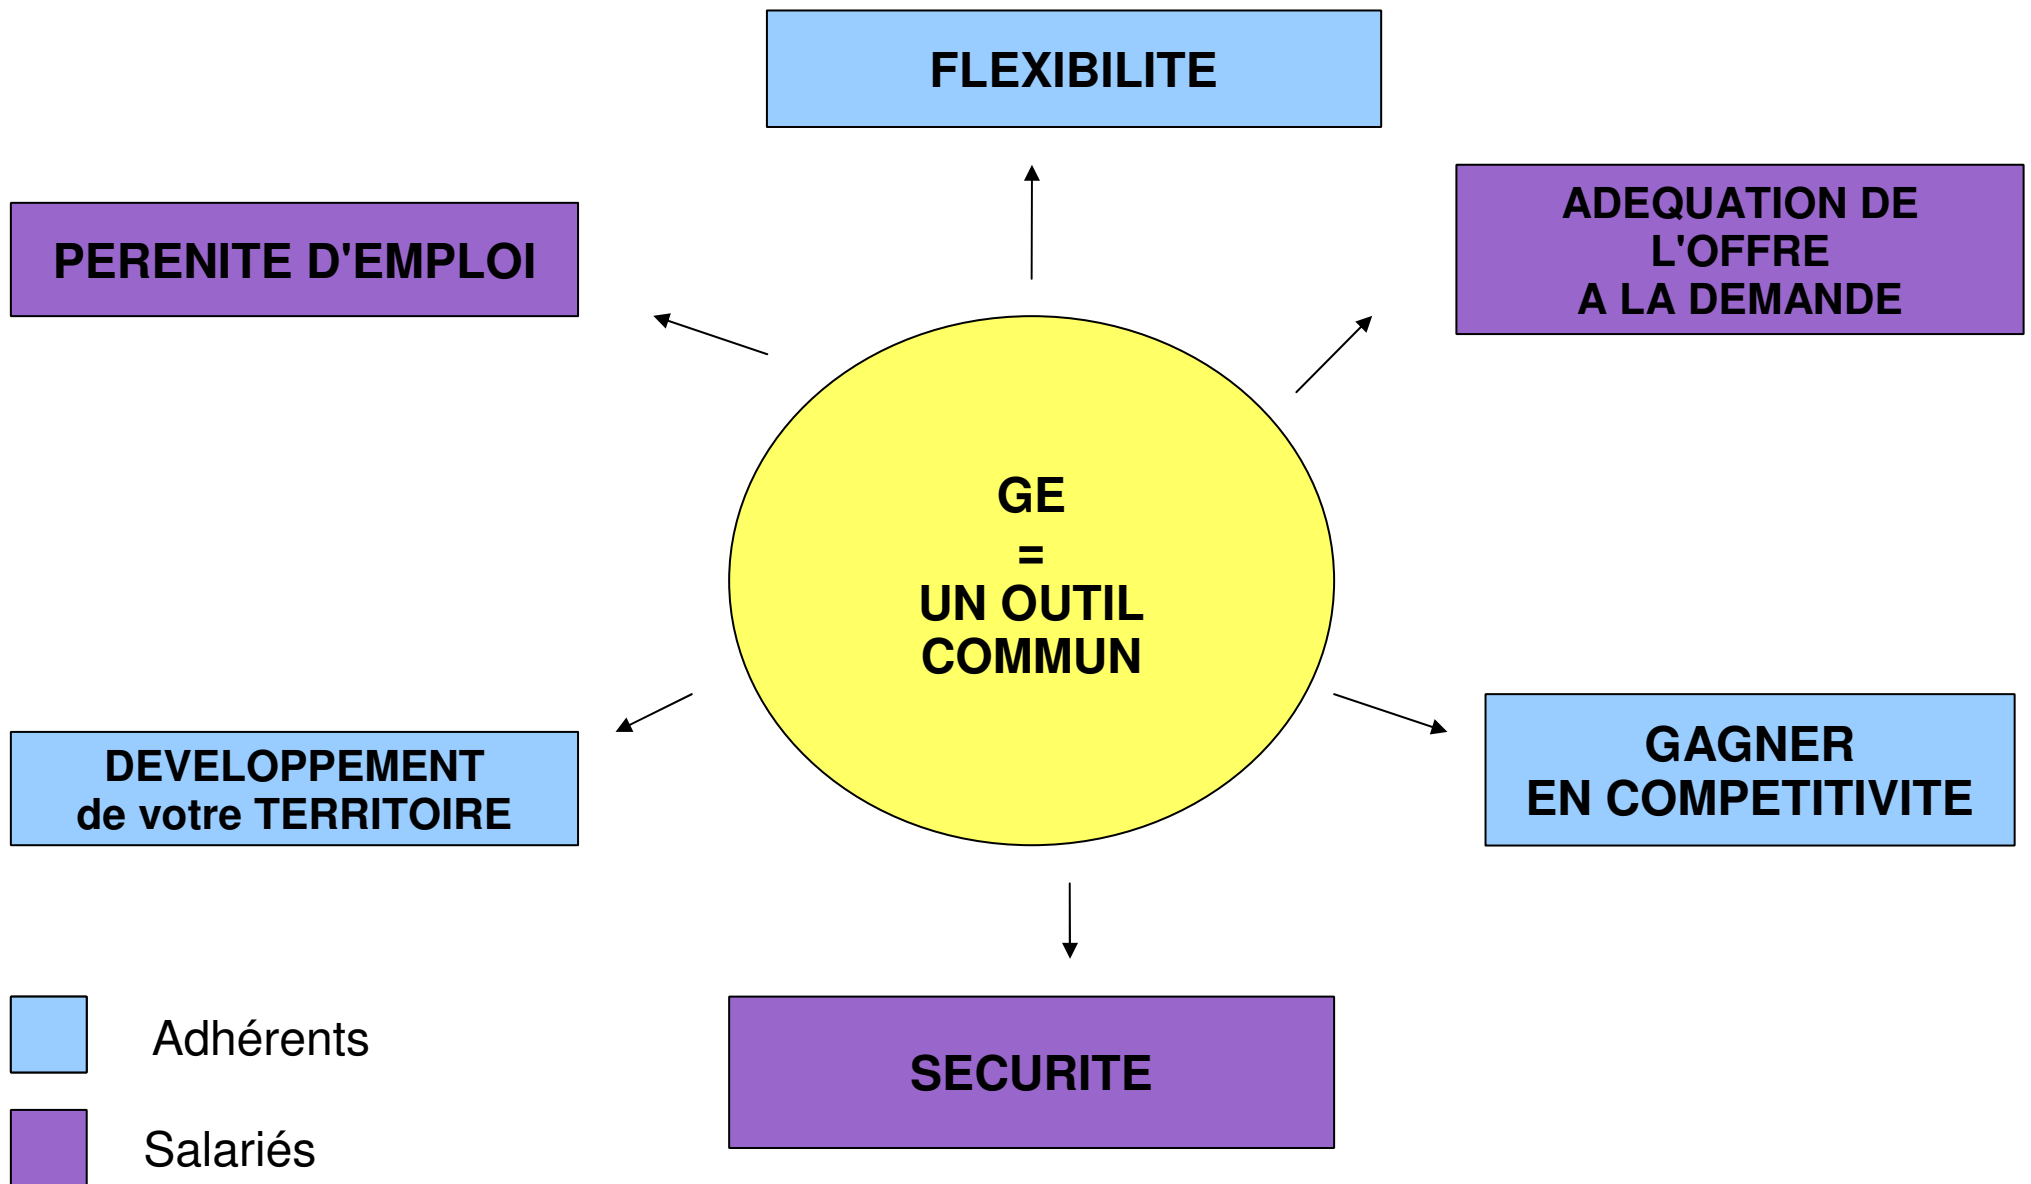 FLEXIBILITE
PERENITE D'EMPLOI
ADEQUATION DE
L'OFFRE
A LA DEMANDE
GE
=
UN OUTIL
COMMUN
DEVELOPPEMENT
de votre TERRITOIRE
GAGNER
EN COMPETITIVITE
SECURITE
Adhérents
Salariés